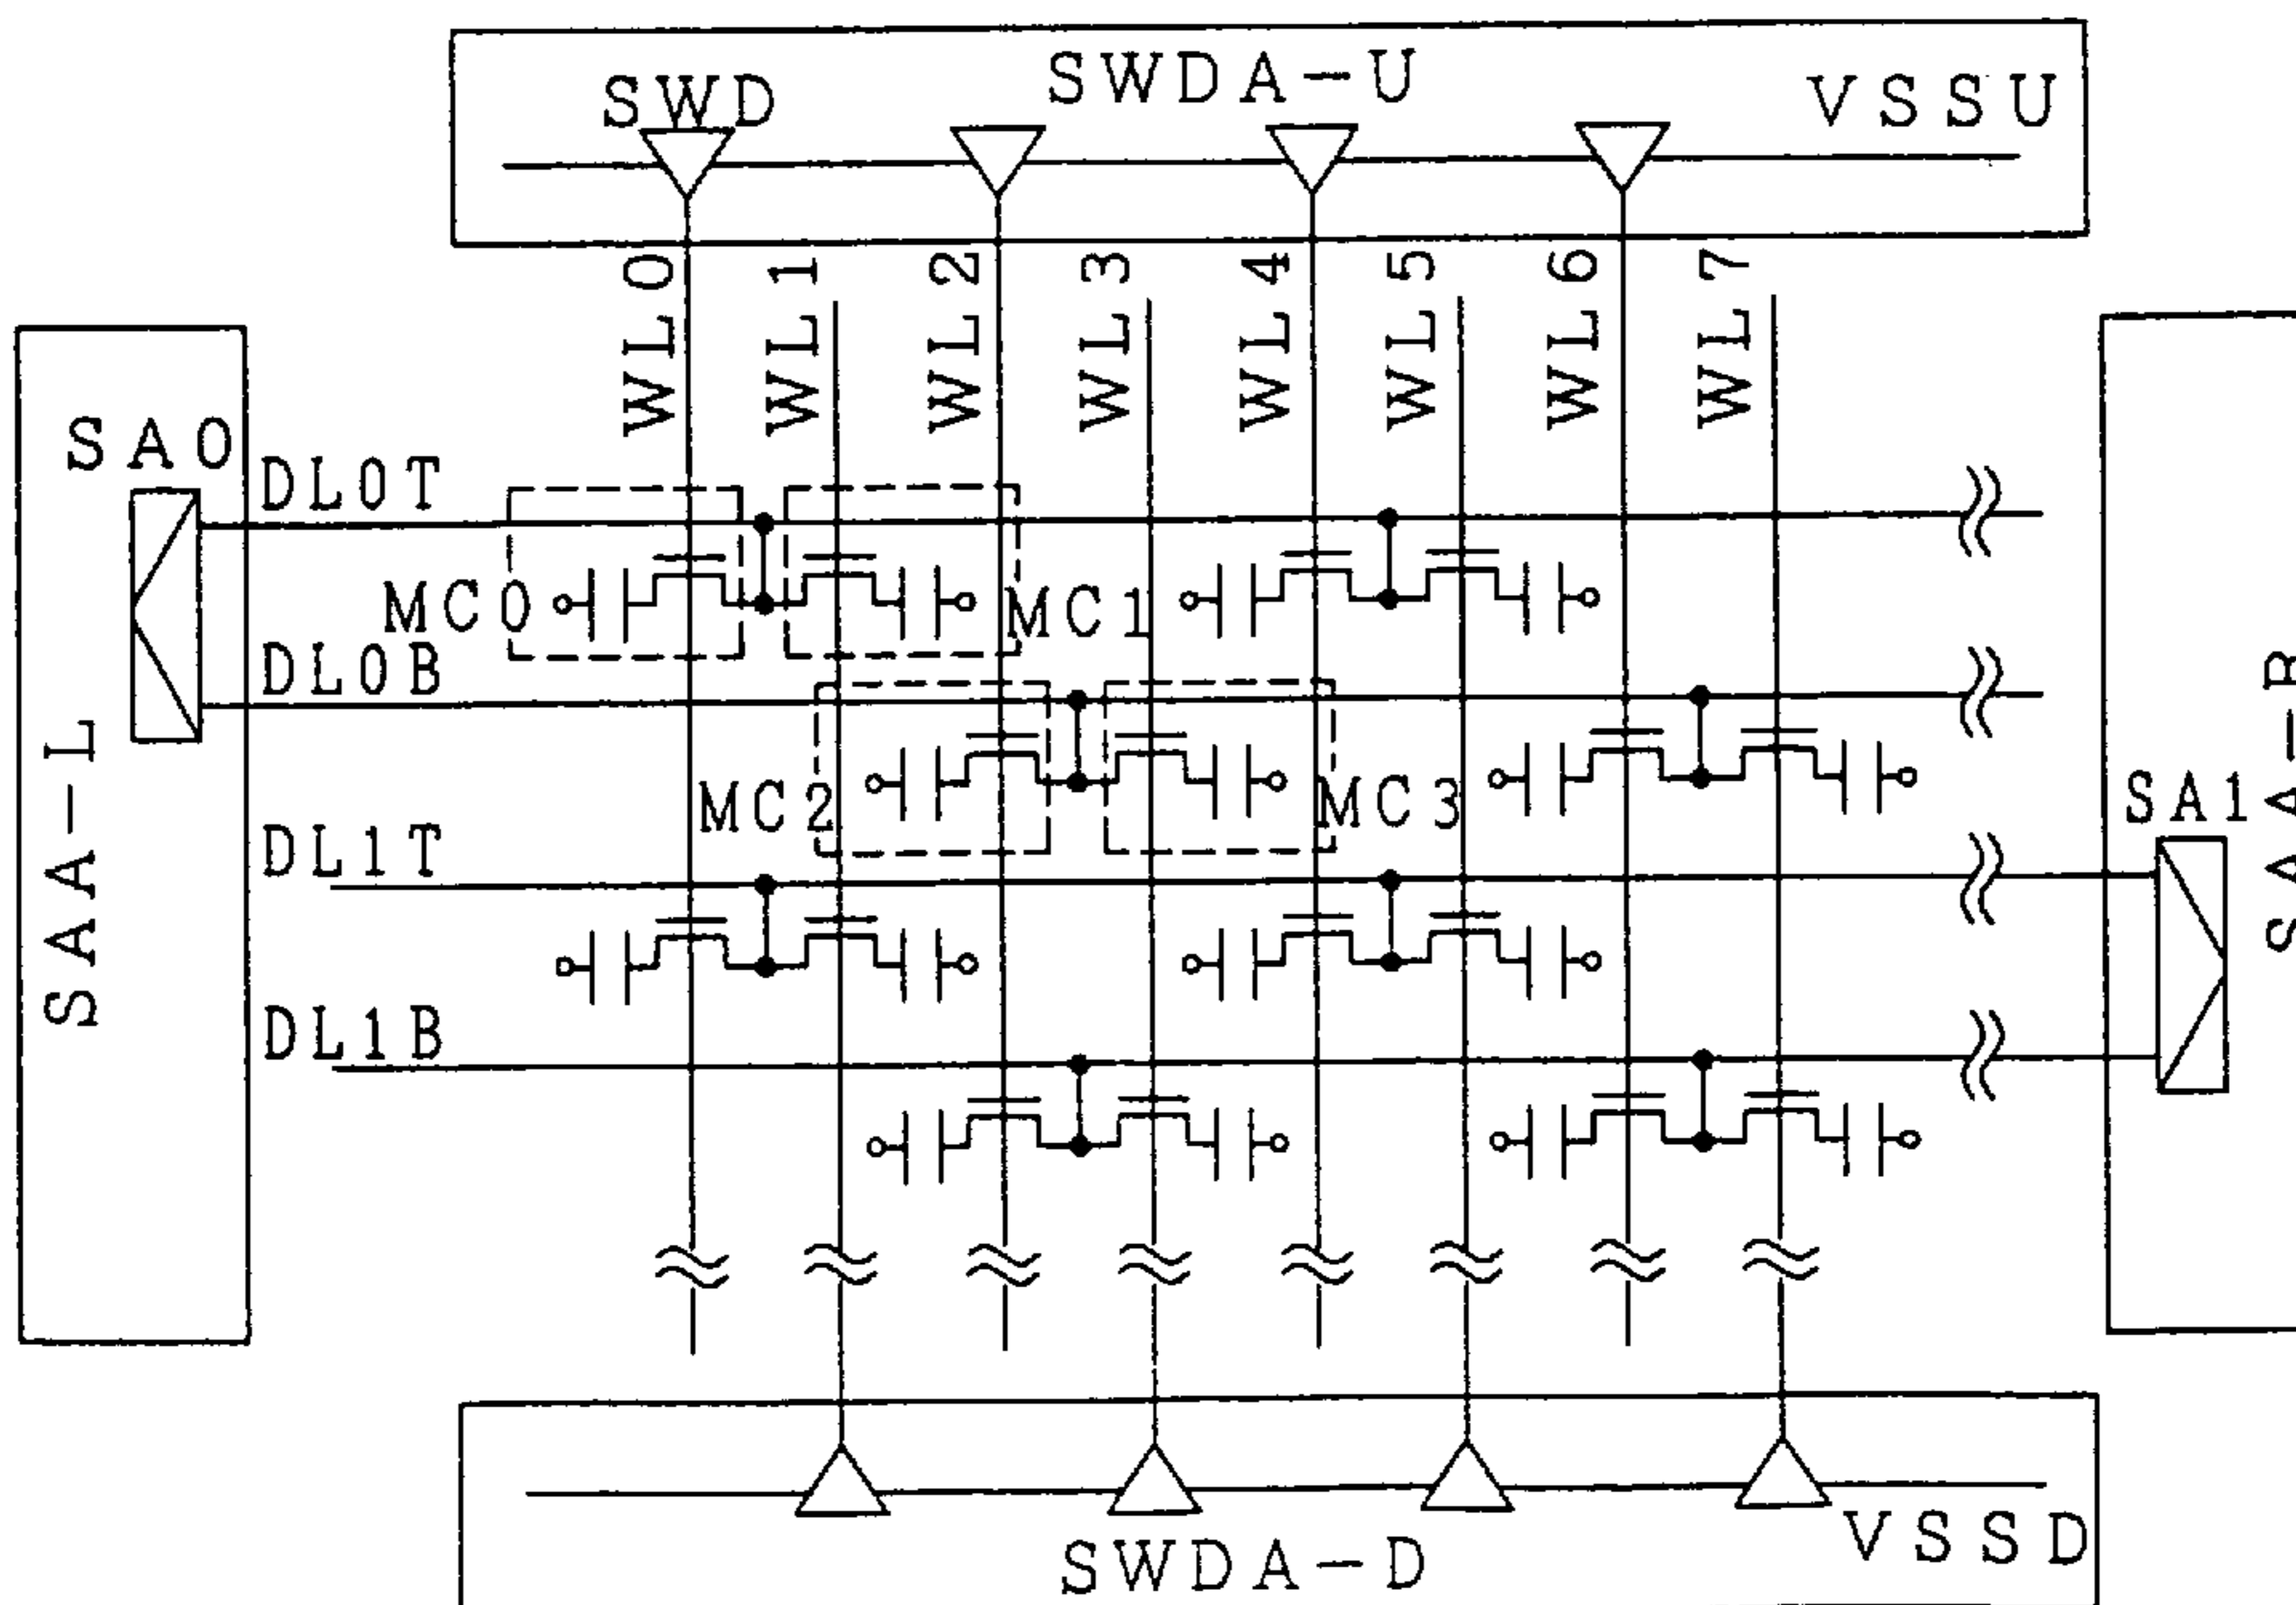 SWD
SWDA-U
VSSU
WL0
WL1
WL2
WL3
WL4
WL5
WL6
WL7
SA0
DL0T
MC0
MC1
DL0B
SAA-L
MC2
MC3
SA1
DL1T
DL1B
SWDA-D
VSSD